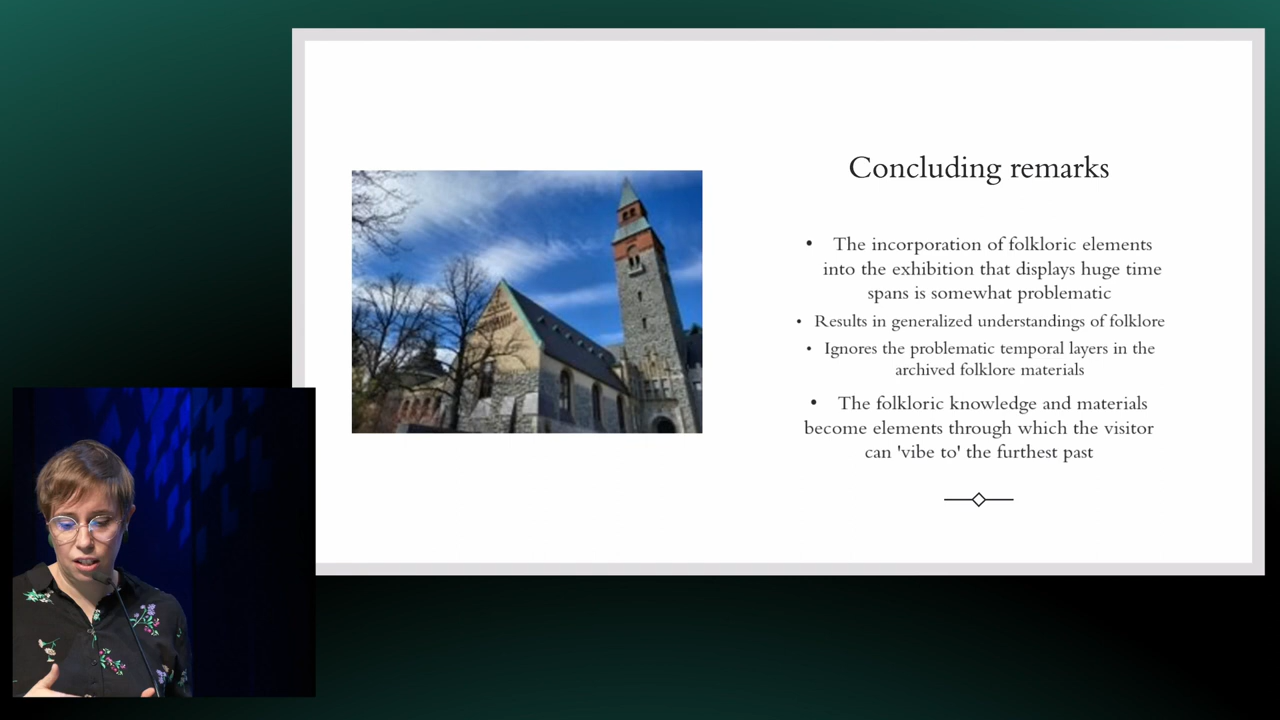 Concluding remarks
• The incorporation of folkloric elements
into the exhibition that displays huge time
spans is somewhat problematic
• Results in generalized understandings of folklore
• Ignores the problematic temporal layers in the
archived folklore materials
• The folkloric knowledge and materials
become elements through which the visitor
can 'vibe to' the furthest past